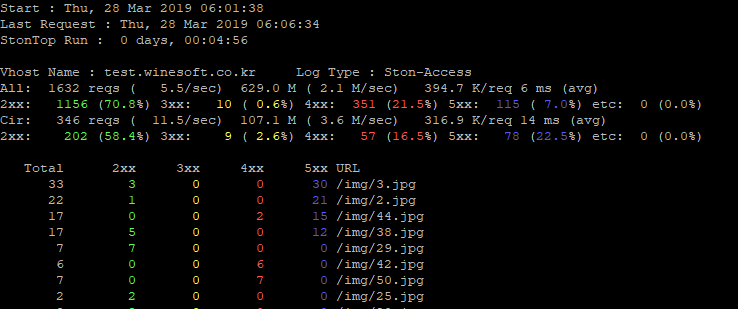 Start : Thu, 28 Mar 2019 06:01:38
Last Request : Thu, 28 Mar 2019 06:06:34
StonTop Run :  0 days, 00:04:56
Vhost Name : test.winesoft.co.kr     Log Type : Ston-Access
All:  1632 reqs (   5.5/sec)  629.0 M ( 2.1 M/sec)   394.7 K/req 6 ms (avg)
2xx:   1156 (70.8%) 3xx:   10 ( 0.6%) 4xx:  351 (21.5%) 5xx:  115 ( 7.0%) etc:  0 (0.0%)
Cir:   346 reqs (  11.5/sec)  107.1 M ( 3.6 M/sec)   316.9 K/req 14 ms (avg)
2xx:    202 (58.4%) 3xx:    9 ( 2.6%) 4xx:   57 (16.5%) 5xx:   78 (22.5%) etc:  0 (0.0%)
Total     2xx     3xx     4xx     5xx URL
33       3       0       0      30 /img/3.jpg
22       1       0       0      21 /img/2.jpg
17       0       0       2      15 /img/44.jpg
17       5       0       0      12 /img/38.jpg
7       7       0       0       0 /img/29.jpg
6       0       0       6       0 /img/42.jpg
7       0       0       7       0 /img/50.jpg
2       2       0       0       0 /img/25.jpg